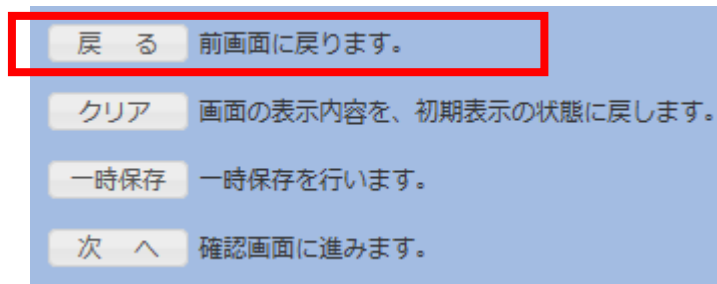 戻　る 前画面に戻ります。
クリア 画面の表示内容を、初期表示の状態に戻します。
一時保存 一時保存を行います。
次　へ 確認画面に進みます。